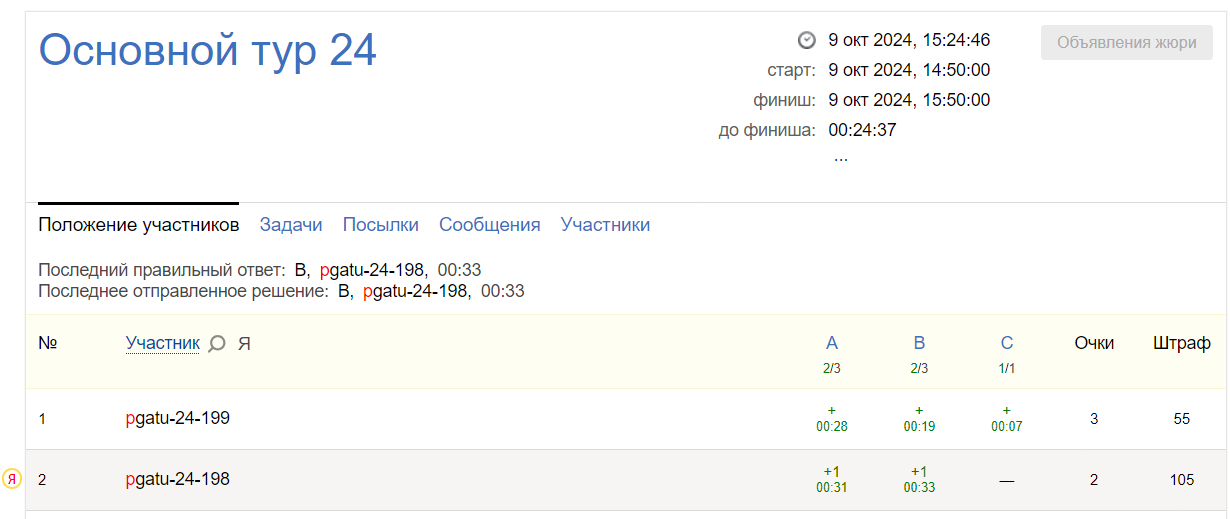 Основной тур 24
9 окт 2024, 15:24:46
Объявления жюри
старт: 9 окт 2024, 14:50:00
финиш: 9 окт 2024, 15:50:00
до финиша: 00:24:37
...
Положение участников Задачи Посылки Сообщения Участники
Последний правильный ответ: B, pgatu-24-198, 00:33
Последнее отправленное решение: B, pgatu-24-198, 00:33
№ Участник Я A B C Очки Штраф
2/3 2/3 1/1
1 pgatu-24-199 + + + 3 55
00:28 00:19 00:07
Я 2 pgatu-24-198 +1 +1 — 2 105
00:31 00:33